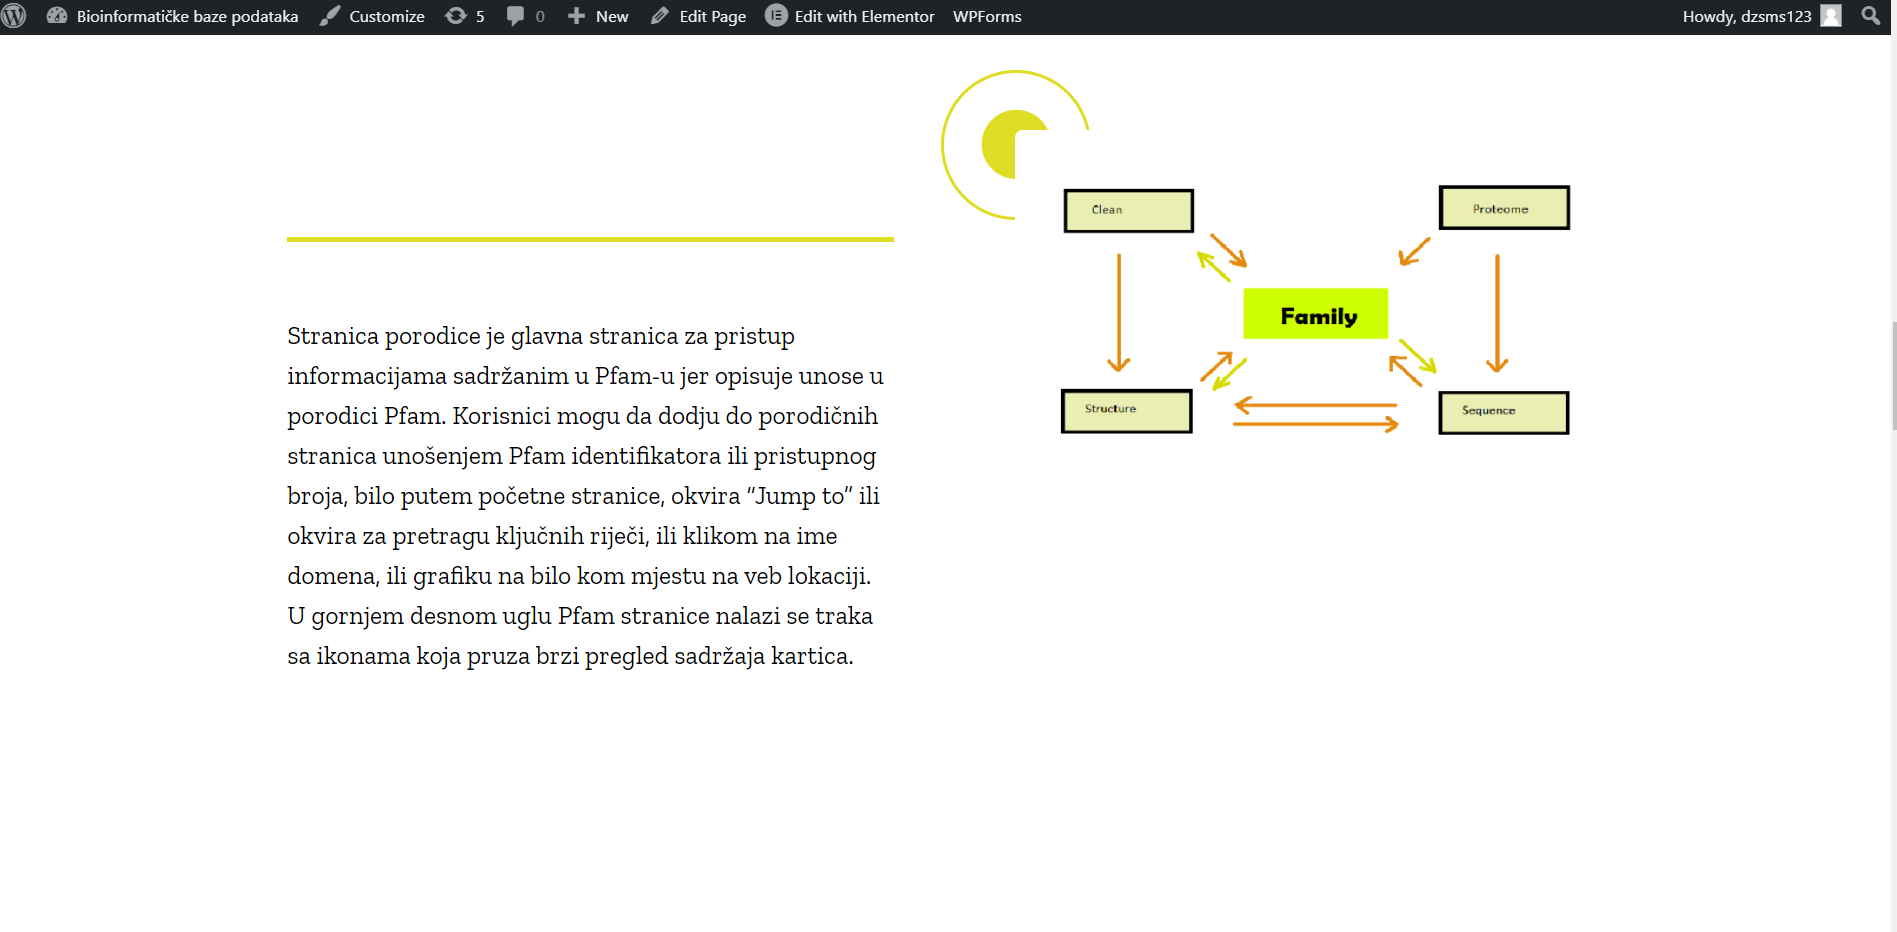 Bioinformatičke baze podataka Customize 5 0 New Edit Page Edit with Elementor WPForms Howdy, dzsms123
Stranica porodice je glavna stranica za pristup
informacijama sadržanim u Pfam-u jer opisuje unose u
porodici Pfam. Korisnici mogu da dodju do porodičnih
stranica unošenjem Pfam identifikatora ili pristupnog
broja, bilo putem početne stranice, okvira “Jump to” ili
okvira za pretragu ključnih riječi, ili klikom na ime
domena, ili grafiku na bilo kom mjestu na veb lokaciji.
U gornjem desnom uglu Pfam stranice nalazi se traka
sa ikonama koja pruza brzi pregled sadržaja kartica.
Clean
Proteome
Family
Structure
Sequence